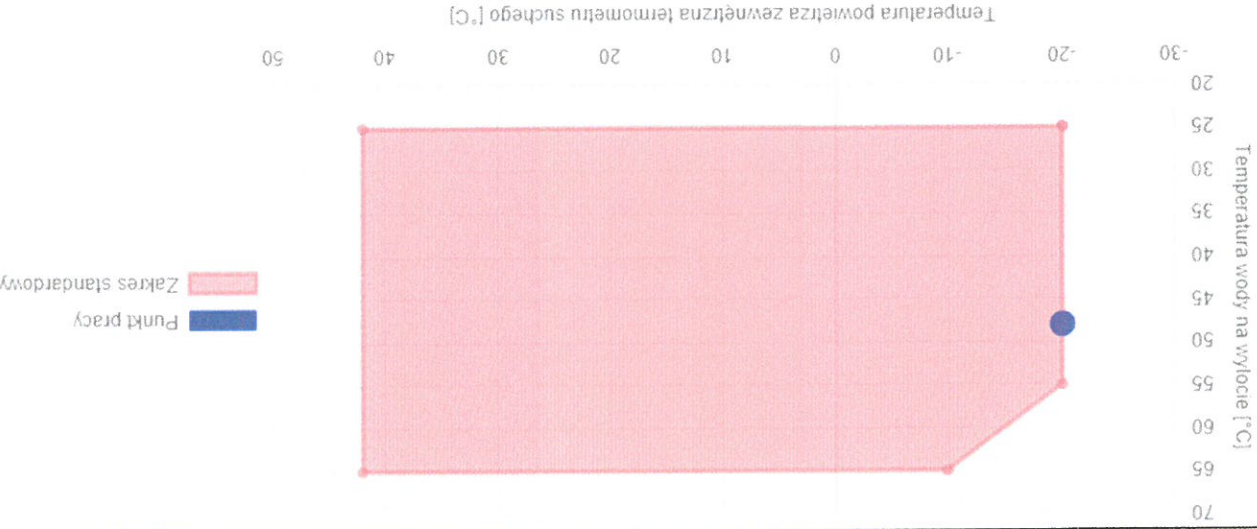 70
65
60
55
50
45
40
35
30
25
20
Temperatura wody na wylocie [°C]
-30 -20 -10 0 10 20 30 40 50
Temperatura powietrza zewnętrzna termometru suchego [°C]
Punkt pracy
Zakres standardowy